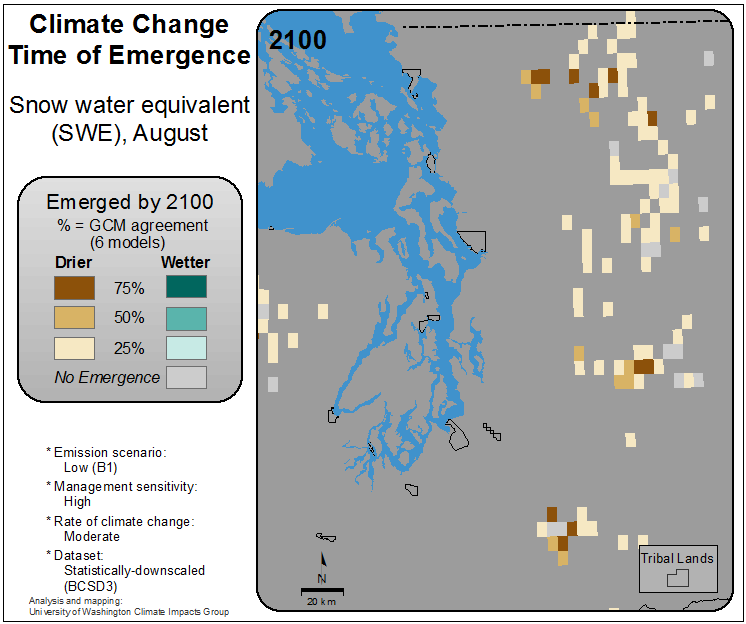 Climate Change
Time of Emergence
Snow water equivalent
(SWE), August
Emerged by 2100
% = GCM agreement
(6 models)
Drier Wetter
75%
50%
25%
No Emergence
* Emission scenario:
Low (B1)
* Management sensitivity:
High
* Rate of climate change:
Moderate
* Dataset:
Statistically-downscaled
(BCSD3)
Analysis and mapping:
University of Washington Climate Impacts Group
2100
N
20 km
Tribal Lands